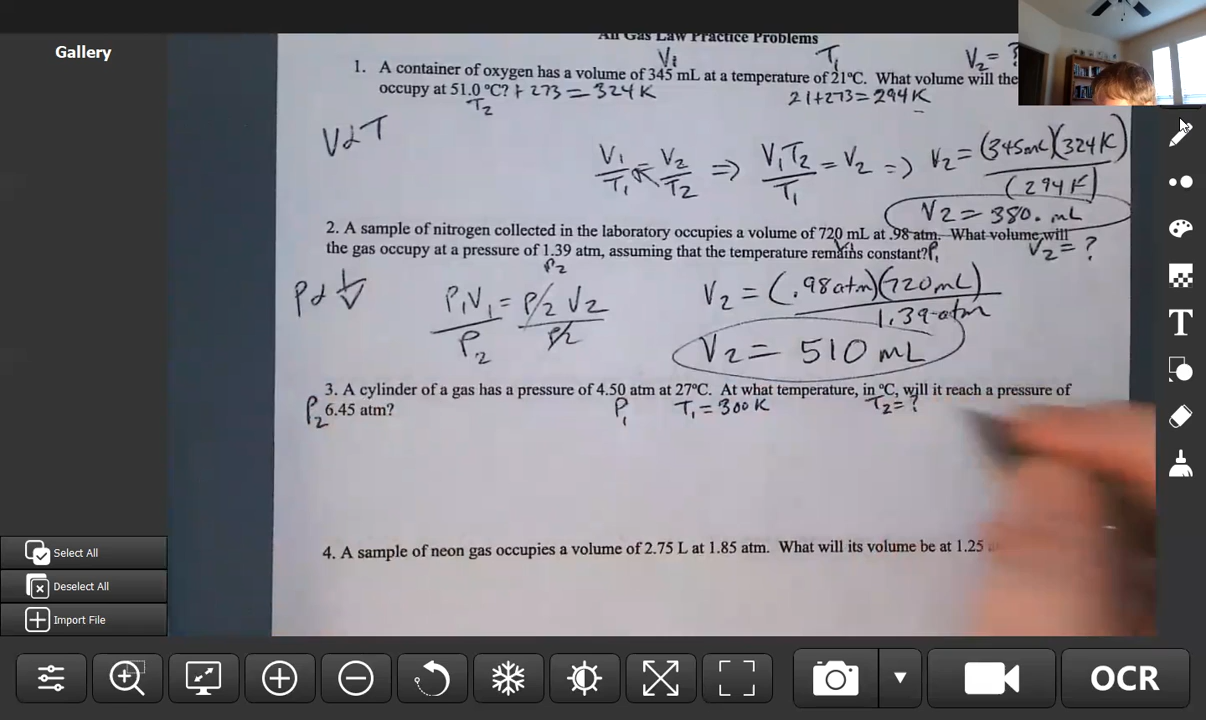 Gallery
All Gas Law Practice Problems
V1 T1 V2 = ?
1. A container of oxygen has a volume of 345 mL at a temperature of 21°C. What volume will the
occupy at 51.0 °C? + 273 = 324 K 21 + 273 = 294 K
T2
V α T
V1/T1 = V2/T2 => V1T2/T1 = V2 => V2 = (345mL)(324K)/(294K)
V2 = 380. mL
2. A sample of nitrogen collected in the laboratory occupies a volume of 720 mL at .98 atm. What volume will
the gas occupy at a pressure of 1.39 atm, assuming that the temperature remains constant? P1 V2 = ?
P2 V1
P α 1/V P1V1/P2 = P2V2/P2 V2 = (.98atm)(720mL)/1.39 atm
V2 = 510 mL
3. A cylinder of a gas has a pressure of 4.50 atm at 27°C. At what temperature, in °C, will it reach a pressure of
P2 6.45 atm? P1 T1 = 300 K T2 = ?
4. A sample of neon gas occupies a volume of 2.75 L at 1.85 atm. What will its volume be at 1.25
Select All
Deselect All
Import File
T
OCR